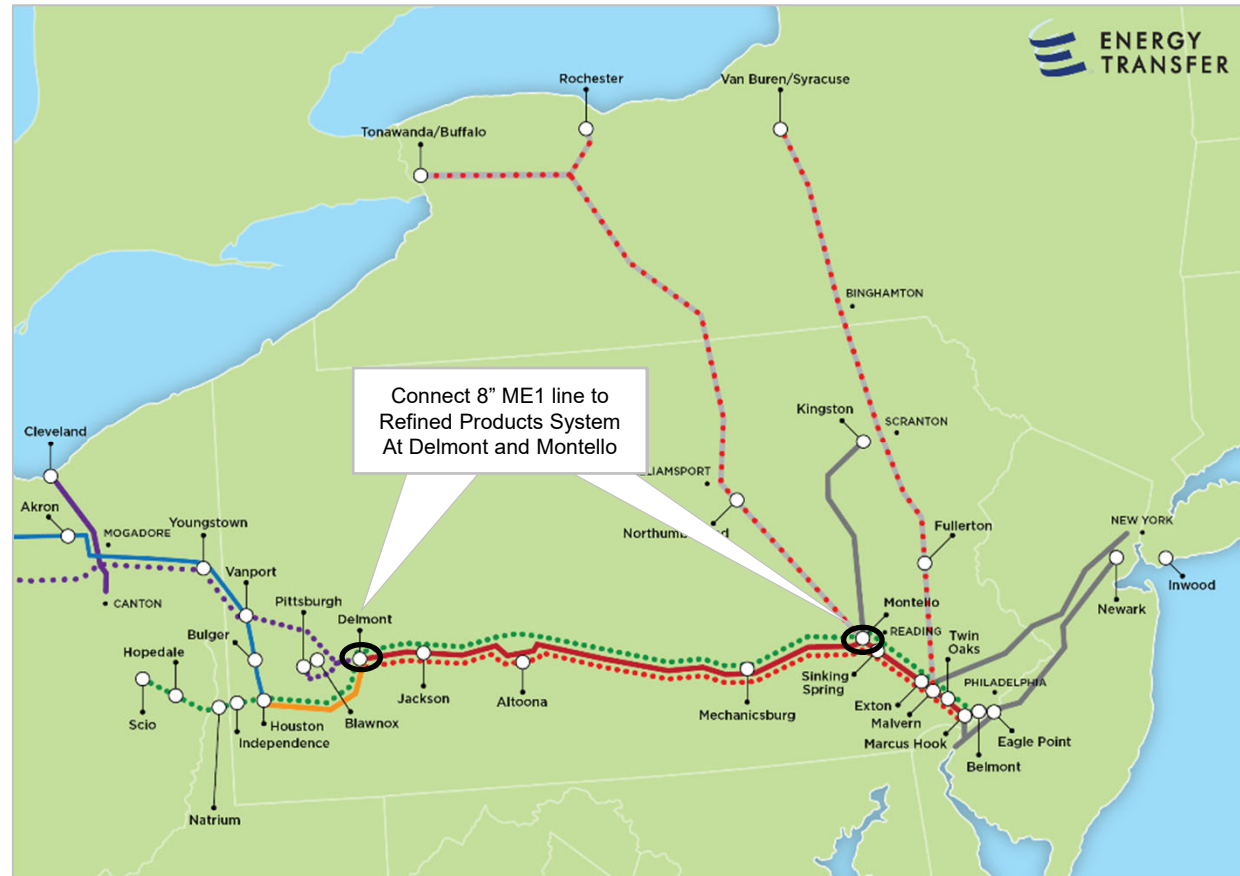 ENERGY
TRANSFER
Rochester
Van Buren/Syracuse
Tonawanda/Buffalo
BINGHAMTON
Connect 8” ME1 line to
Refined Products System
At Delmont and Montello
Kingston
SCRANTON
Cleveland
LLIAMSPORT
Akron
MOGADORE
Youngstown
Northumb
d
Fullerton
NEW YORK
Inwood
Newark
Vanport
CANTON
Pittsburgh
Delmont
Montello
READING
Twin
Oaks
Bulger
Hopedale
PHILADELPHIA
Sinking
Spring
Scio
Houston
Independence
Blawnox
Jackson
Altoona
Mechanicsburg
Exton
Malvern
Marcus Hook
Eagle Point
Belmont
Natrium